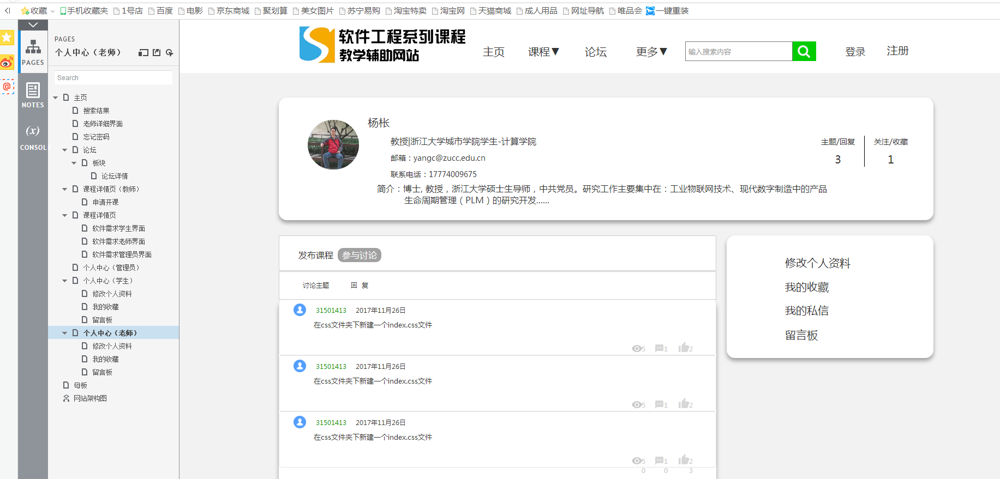 收藏 手机收藏夹 1号店 百度 电影 京东商城 聚划算 美女图片 苏宁易购 淘宝特卖 淘宝网 天猫商城 成人用品 网址导航 唯品会 一键重装
PAGES
NOTES
(x)
CONSOL
PAGES
个人中心（老师）
Search
主页
搜索结果
老师详细界面
忘记密码
论坛
板块
论坛详情
课程详情页（教师）
申请开课
课程详情页
软件需求学生界面
软件需求老师界面
软件需求管理员界面
个人中心（管理员）
个人中心（学生）
修改个人资料
我的收藏
留言板
个人中心（老师）
修改个人资料
我的收藏
留言板
母板
网站架构图
软件工程系列课程
教学辅助网站
主页 课程▼ 论坛 更多▼ 输入搜索内容 登录 注册
杨枨
教授|浙江大学城市学院学生-计算学院
邮箱：yangc@zucc.edu.cn
联系电话：17774009675
简介：博士, 教授，浙江大学硕士生导师，中共党员。研究工作主要集中在：工业物联网技术、现代数字制造中的产品
生命周期管理（PLM）的研究开发......
主题/回复 关注/收藏
3 1
发布课程 参与讨论
讨论主题 回 复
31501413 2017年11月26日
在css文件夹下新建一个index.css文件
5 1 2
31501413 2017年11月26日
在css文件夹下新建一个index.css文件
5 1 2
31501413 2017年11月26日
在css文件夹下新建一个index.css文件
5 1 2
0 0 3
修改个人资料
我的收藏
我的私信
留言板